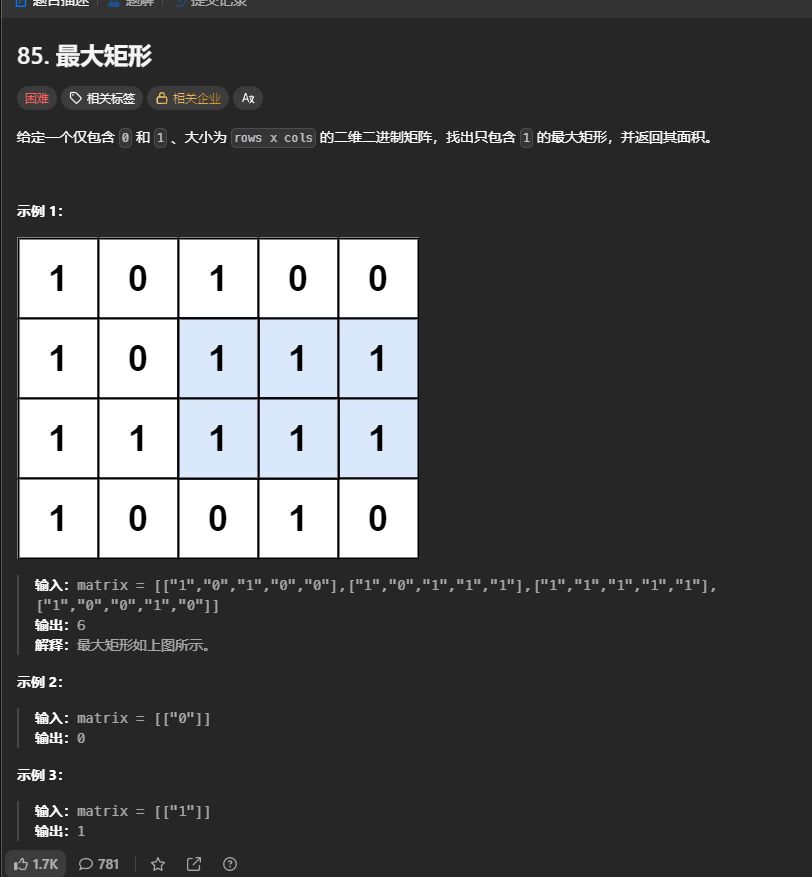 题目描述 题解 提交记录
85. 最大矩形
困难 相关标签 相关企业 Ax
给定一个仅包含 0 和 1 、大小为 rows x cols 的二维二进制矩阵，找出只包含 1 的最大矩形，并返回其面积。
示例 1：
1 0 1 0 0
1 0 1 1 1
1 1 1 1 1
1 0 0 1 0
输入：matrix = [["1","0","1","0","0"],["1","0","1","1","1"],["1","1","1","1","1"],
["1","0","0","1","0"]]
输出：6
解释：最大矩形如上图所示。
示例 2：
输入：matrix = [["0"]]
输出：0
示例 3：
输入：matrix = [["1"]]
输出：1
1.7K 781